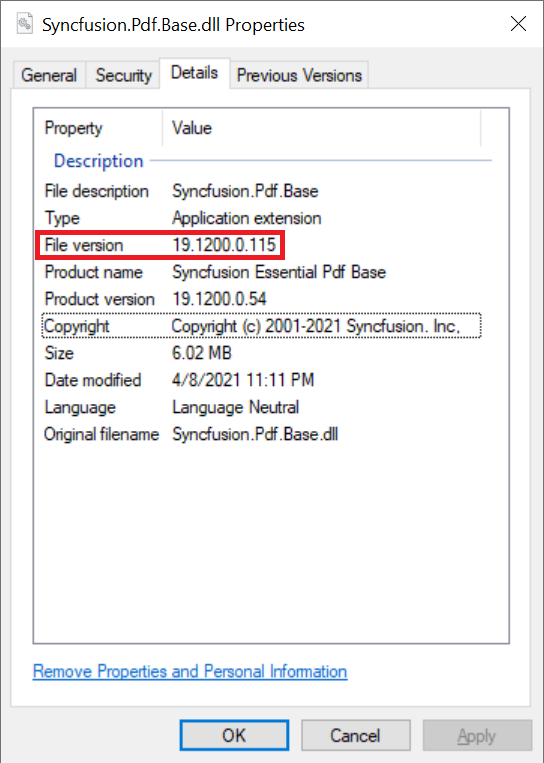 Syncfusion.Pdf.Base.dll Properties
General Security Details Previous Versions
Property Value
Description
File description Syncfusion.Pdf.Base
Type Application extension
File version 19.1200.0.115
Product name Syncfusion Essential Pdf Base
Product version 19.1200.0.54
Copyright Copyright (c) 2001-2021 Syncfusion. Inc,
Size 6.02 MB
Date modified 4/8/2021 11:11 PM
Language Language Neutral
Original filename Syncfusion.Pdf.Base.dll
Remove Properties and Personal Information
OK Cancel Apply